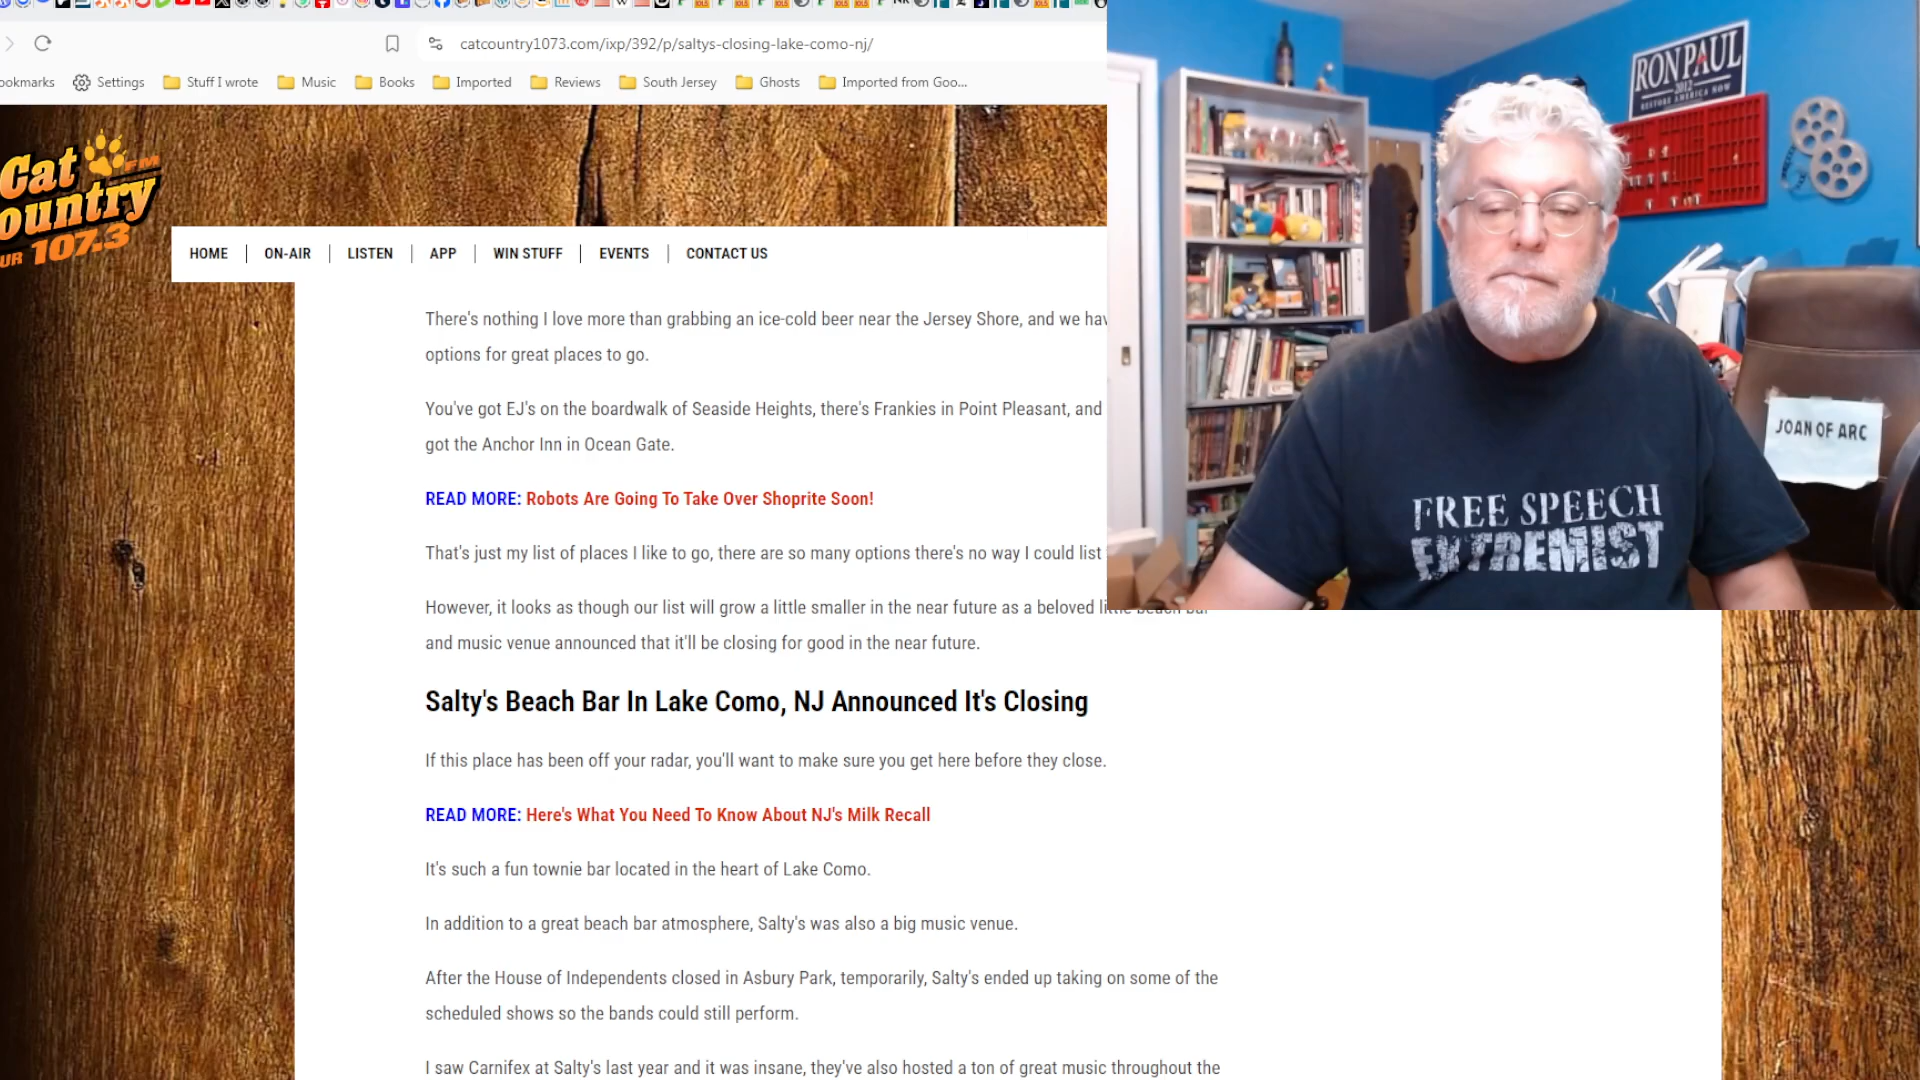 catcountry1073.com/ixp/392/p/saltys-closing-lake-como-nj/
ookmarks Settings Stuff I wrote Music Books Imported Reviews South Jersey Ghosts Imported from Goo...
Cat
ountry FM
UR 107.3
HOME ON-AIR LISTEN APP WIN STUFF EVENTS CONTACT US
There's nothing I love more than grabbing an ice-cold beer near the Jersey Shore, and we hav
options for great places to go.
You've got EJ's on the boardwalk of Seaside Heights, there's Frankies in Point Pleasant, and
got the Anchor Inn in Ocean Gate.
READ MORE: Robots Are Going To Take Over Shoprite Soon!
That's just my list of places I like to go, there are so many options there's no way I could list
However, it looks as though our list will grow a little smaller in the near future as a beloved little beach bar
and music venue announced that it'll be closing for good in the near future.
Salty's Beach Bar In Lake Como, NJ Announced It's Closing
If this place has been off your radar, you'll want to make sure you get here before they close.
READ MORE: Here's What You Need To Know About NJ's Milk Recall
It's such a fun townie bar located in the heart of Lake Como.
In addition to a great beach bar atmosphere, Salty's was also a big music venue.
After the House of Independents closed in Asbury Park, temporarily, Salty's ended up taking on some of the
scheduled shows so the bands could still perform.
I saw Carnifex at Salty's last year and it was insane, they've also hosted a ton of great music throughout the
RON PAUL
2012
RESTORE AMERICA NOW
JOAN OF ARC
FREE SPEECH
EXTREMIST